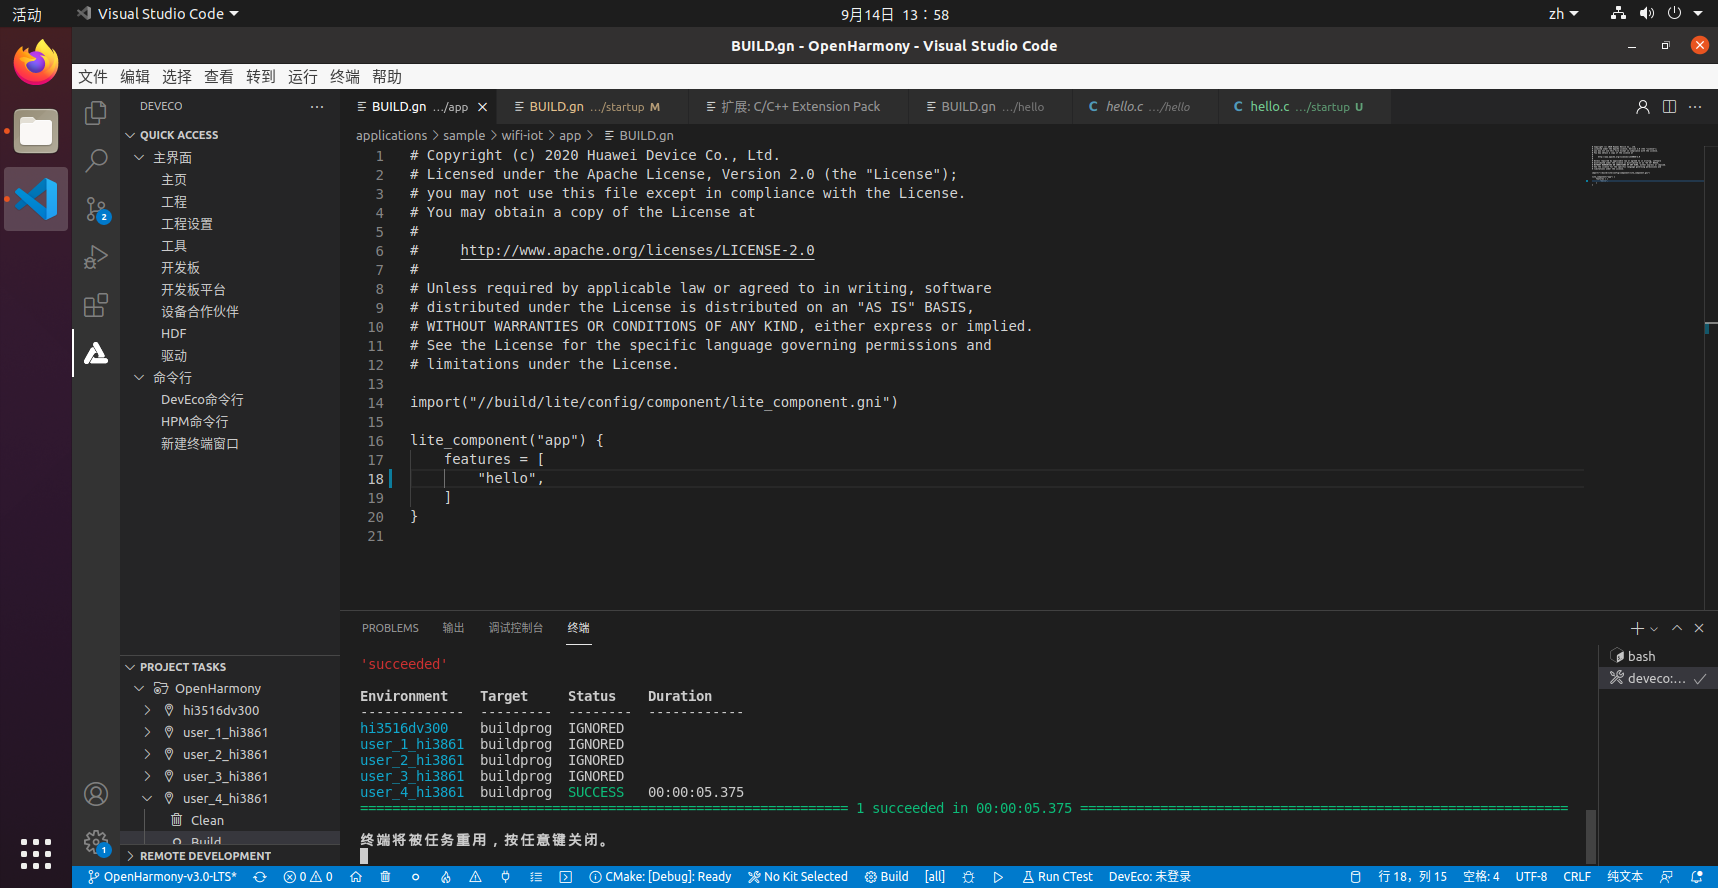 活动 Visual Studio Code 9月14日 13：58 zh
BUILD.gn - OpenHarmony - Visual Studio Code
文件 编辑 选择 查看 转到 运行 终端 帮助
DEVECO ···
BUILD.gn .../app BUILD.gn .../startup M 扩展: C/C++ Extension Pack BUILD.gn .../hello C hello.c .../hello C hello.c .../startup U
applications > sample > wifi-iot > app > BUILD.gn
QUICK ACCESS
主界面
主页
工程
工程设置
工具
开发板
开发板平台
设备合作伙伴
HDF
驱动
命令行
DevEco命令行
HPM命令行
新建终端窗口
2
1 # Copyright (c) 2020 Huawei Device Co., Ltd.
2 # Licensed under the Apache License, Version 2.0 (the "License");
3 # you may not use this file except in compliance with the License.
4 # You may obtain a copy of the License at
5 #
6 #     http://www.apache.org/licenses/LICENSE-2.0
7 #
8 # Unless required by applicable law or agreed to in writing, software
9 # distributed under the License is distributed on an "AS IS" BASIS,
10 # WITHOUT WARRANTIES OR CONDITIONS OF ANY KIND, either express or implied.
11 # See the License for the specific language governing permissions and
12 # limitations under the License.
13
14 import("//build/lite/config/component/lite_component.gni")
15
16 lite_component("app") {
17     features = [
18         "hello",
19     ]
20 }
21
PROJECT TASKS
OpenHarmony
hi3516dv300
user_1_hi3861
user_2_hi3861
user_3_hi3861
user_4_hi3861
Clean
Build
REMOTE DEVELOPMENT
1
PROBLEMS 输出 调试控制台 终端
'succeeded'
Environment Target Status Duration
------------- --------- -------- ------------
hi3516dv300 buildprog IGNORED
user_1_hi3861 buildprog IGNORED
user_2_hi3861 buildprog IGNORED
user_3_hi3861 buildprog IGNORED
user_4_hi3861 buildprog SUCCESS 00:00:05.375
============================================================= 1 succeeded in 00:00:05.375 =============================================================
终端将被任务重用，按任意键关闭。
bash
deveco:...
OpenHarmony-v3.0-LTS* 0 0 CMake: [Debug]: Ready No Kit Selected Build [all] Run CTest DevEco: 未登录 行 18，列 15 空格: 4 UTF-8 CRLF 纯文本